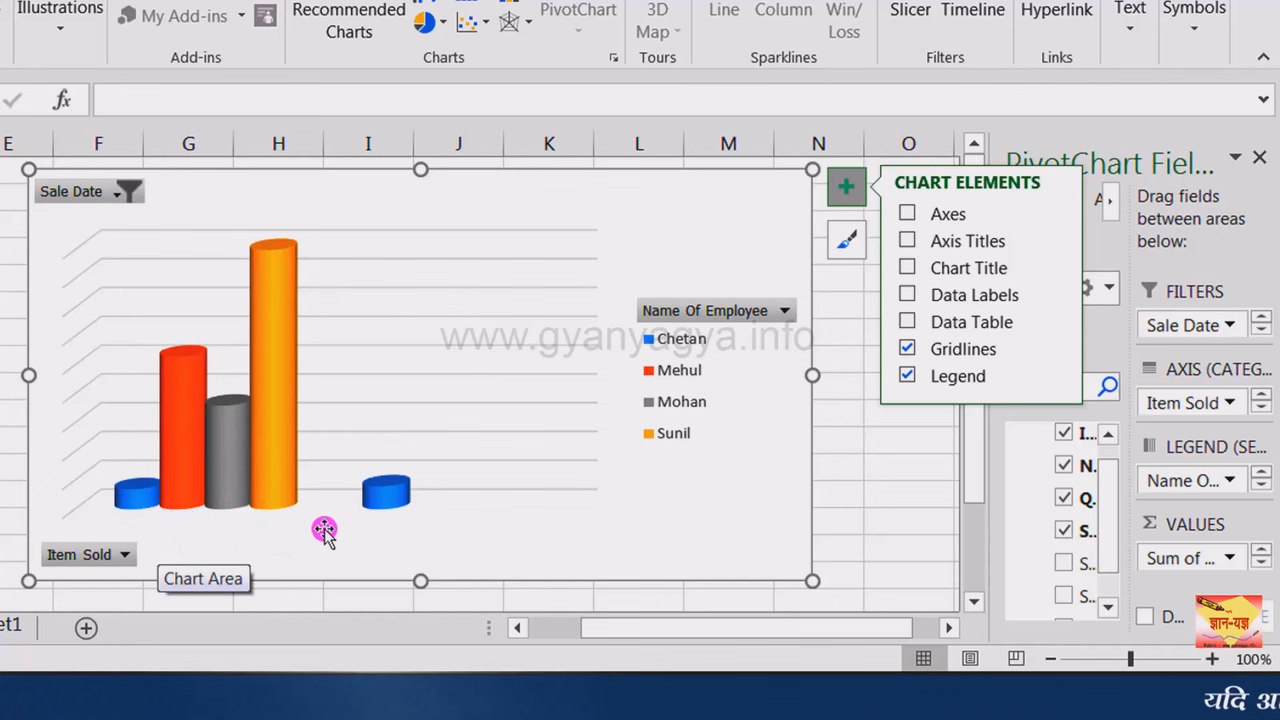 Illustrations
My Add-ins
Add-ins
Recommended
Charts
Charts
PivotChart
3D
Map
Tours
Line
Column
Win/
Loss
Sparklines
Slicer
Timeline
Filters
Hyperlink
Links
Text
Symbols
fx
E F G H I J K L M N O
Sale Date
Name Of Employee
Chetan
Mehul
Mohan
Sunil
www.gyanyagya.info
Item Sold
Chart Area
CHART ELEMENTS
Axes
Axis Titles
Chart Title
Data Labels
Data Table
Gridlines
Legend
PivotChart Fiel...
Drag fields
between areas
below:
I...
N.
Q.
S..
S...
S...
FILTERS
Sale Date
AXIS (CATEG...
Item Sold
LEGEND (SE...
Name O...
Σ VALUES
Sum of ...
D...
E
ज्ञान-यज्ञ
et1
100%
यदि अ